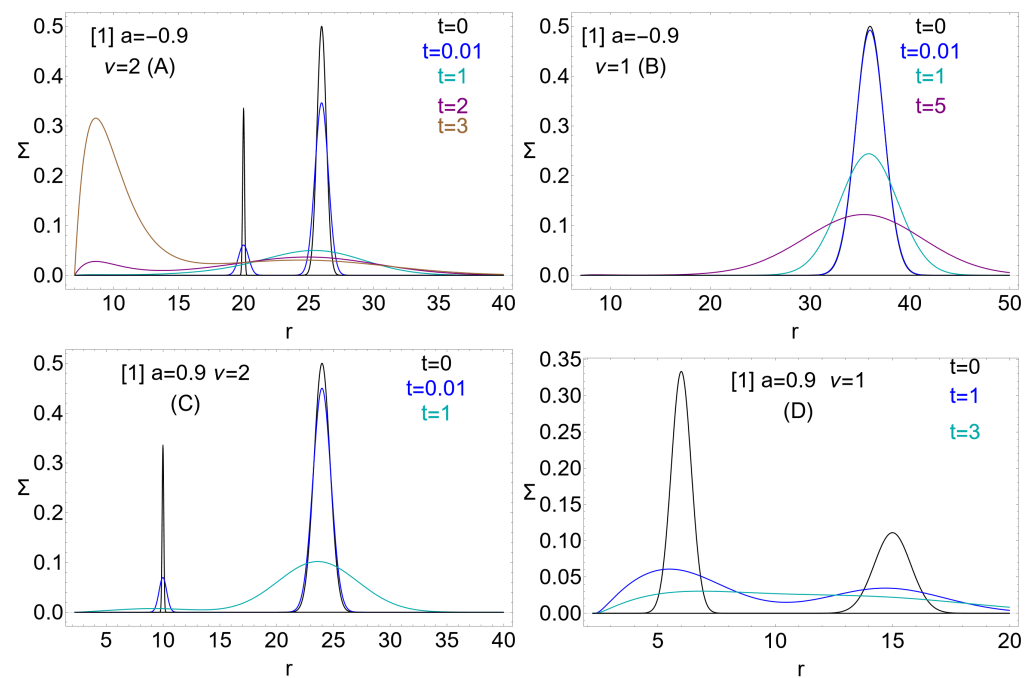 [1] a=−0.9
ν=2 (A)
t=0
t=0.01
t=1
t=2
t=3
Σ
0.5
0.4
0.3
0.2
0.1
0.0
10 15 20 25 30 35 40
r
[1] a=−0.9
ν=1 (B)
t=0
t=0.01
t=1
t=5
Σ
0.5
0.4
0.3
0.2
0.1
0.0
10 20 30 40 50
r
[1] a=0.9 ν=2
(C)
t=0
t=0.01
t=1
Σ
0.5
0.4
0.3
0.2
0.1
0.0
5 10 15 20 25 30 35 40
r
[1] a=0.9 ν=1
(D)
t=0
t=1
t=3
Σ
0.35
0.30
0.25
0.20
0.15
0.10
0.05
0.00
5 10 15 20
r